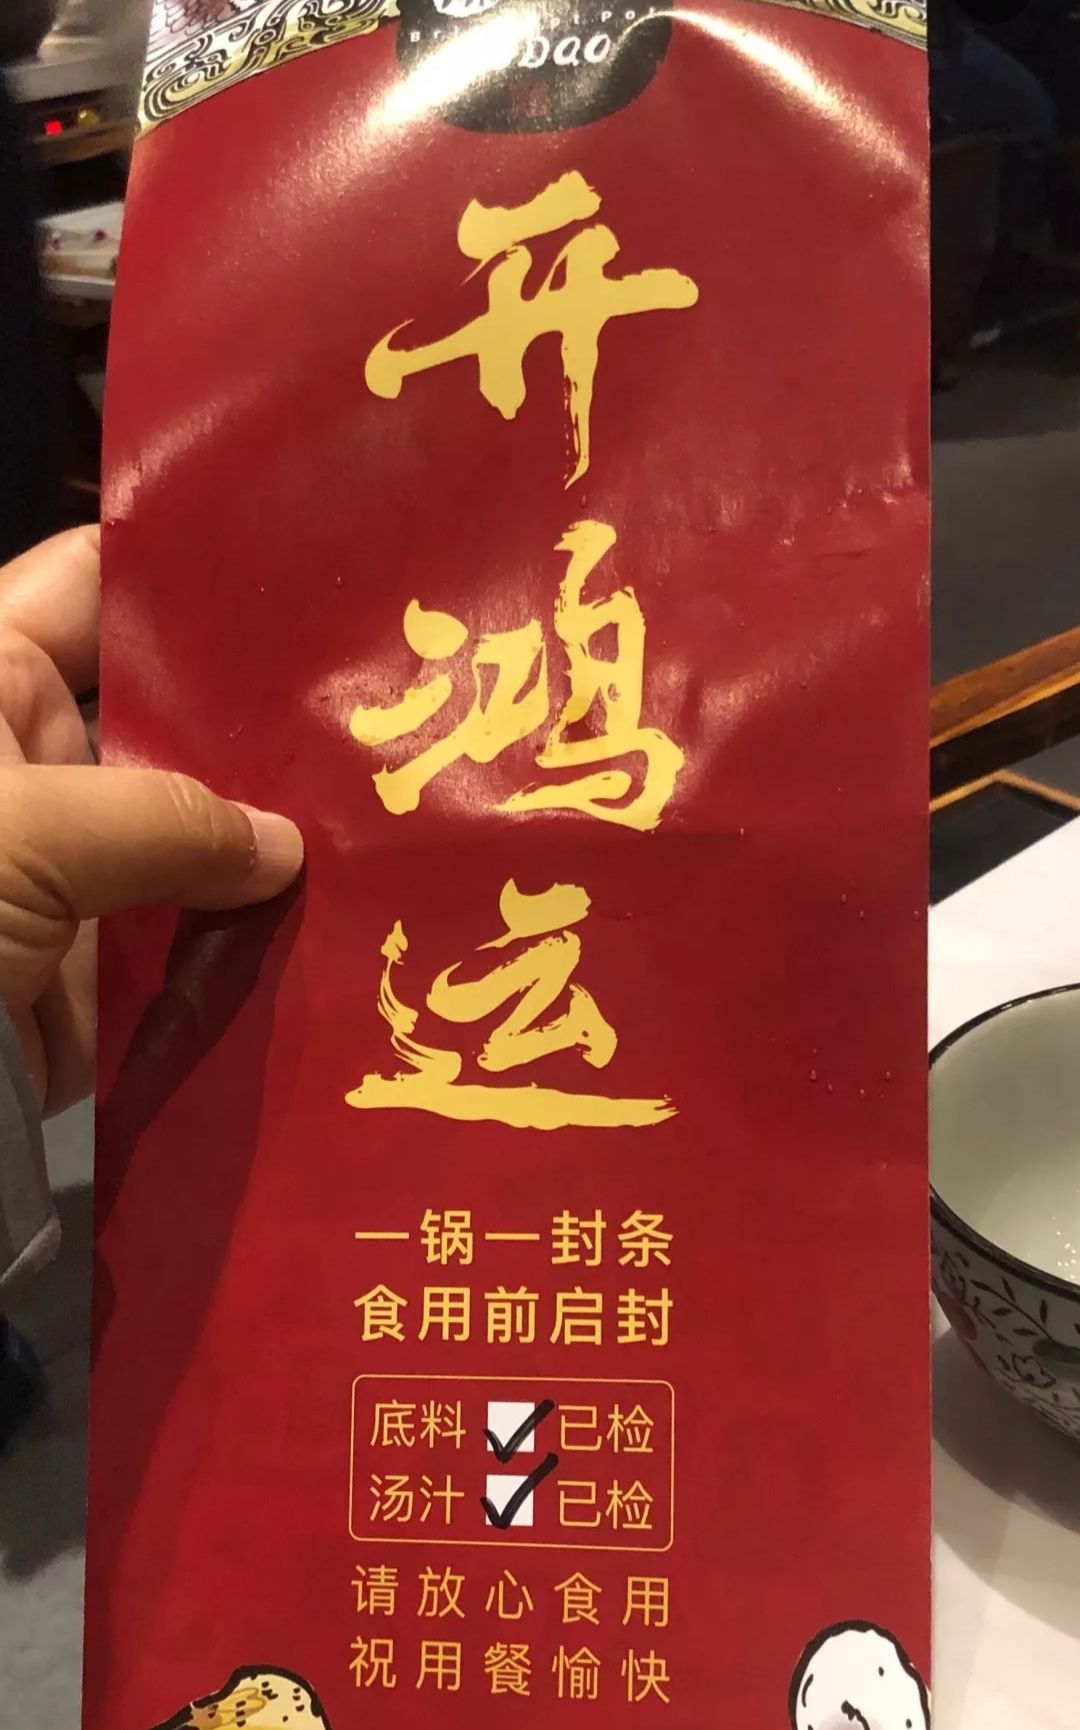 DQO
开
鸿
运
一锅一封条
食用前启封
底料 已检
汤汁 已检
请放心食用
祝用餐愉快